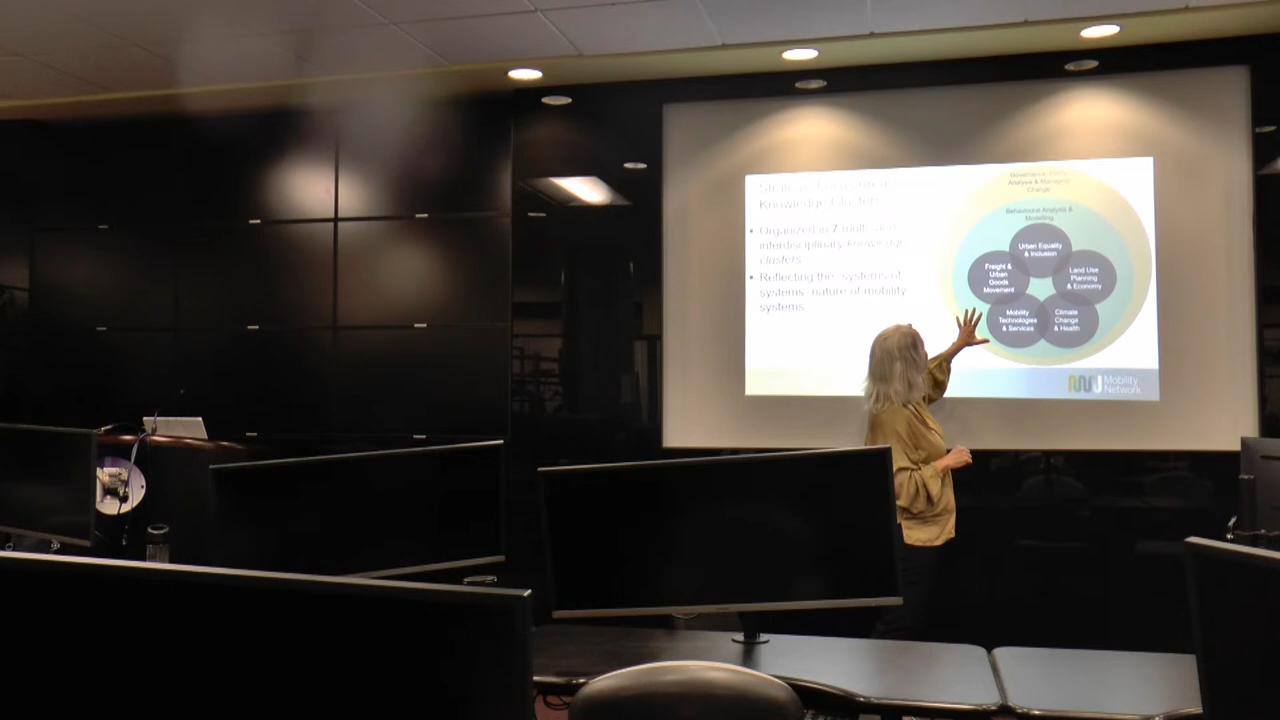 Knowledge Clusters
• Organized in 7 multi-
interdisciplinary knowledge
clusters
• Reflecting the "systems of
systems" nature of mobility
systems
Governance, Policy
Analysis & Managing
Change
Behavioural Analysis &
Modelling
Urban Equality
& Inclusion
Freight &
Urban
Goods
Movement
Land Use
Planning
& Economy
Mobility
Technologies
& Services
Climate
Change
& Health
Mobility
Network